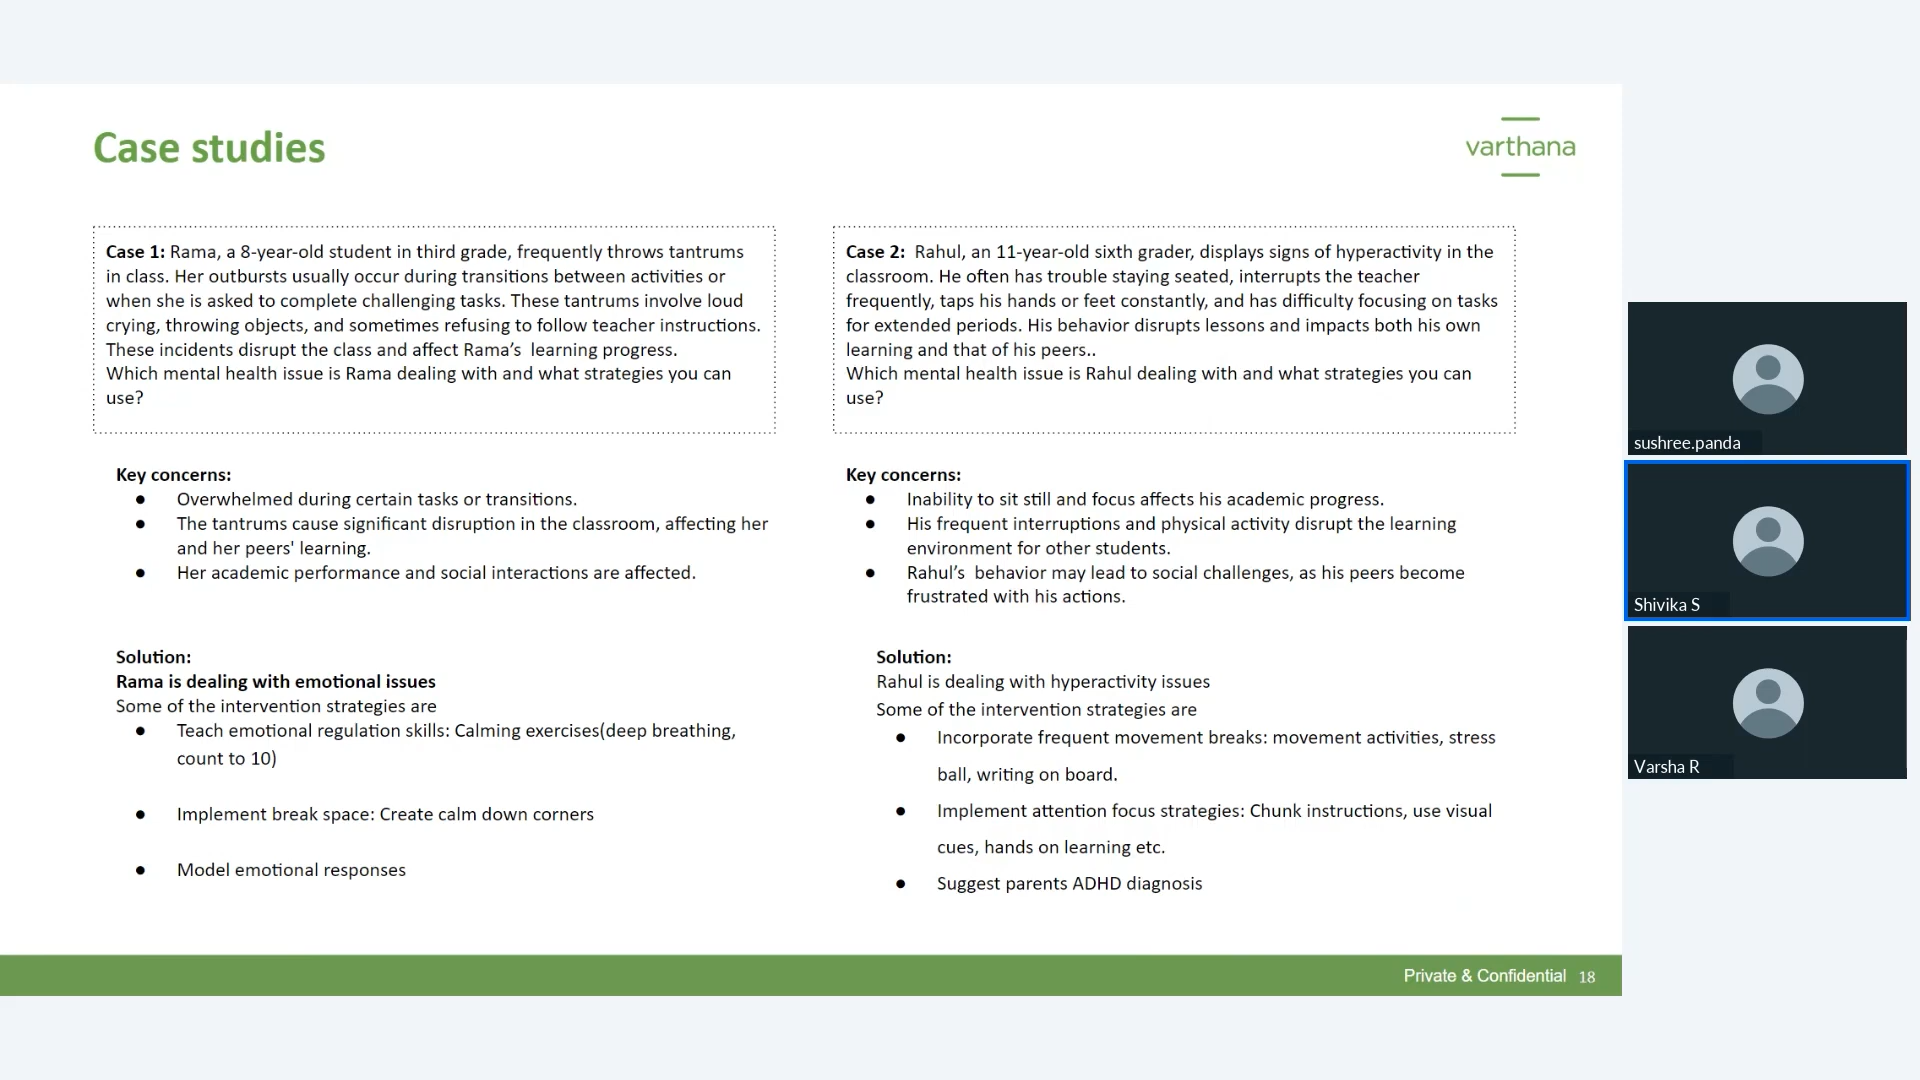 Case studies
varthana
Case 1: Rama, a 8-year-old student in third grade, frequently throws tantrums
in class. Her outbursts usually occur during transitions between activities or
when she is asked to complete challenging tasks. These tantrums involve loud
crying, throwing objects, and sometimes refusing to follow teacher instructions.
These incidents disrupt the class and affect Rama’s  learning progress.
Which mental health issue is Rama dealing with and what strategies you can
use?
Key concerns:
● Overwhelmed during certain tasks or transitions.
● The tantrums cause significant disruption in the classroom, affecting her
and her peers' learning.
● Her academic performance and social interactions are affected.
Solution:
Rama is dealing with emotional issues
Some of the intervention strategies are
● Teach emotional regulation skills: Calming exercises(deep breathing,
count to 10)
● Implement break space: Create calm down corners
● Model emotional responses
Case 2:  Rahul, an 11-year-old sixth grader, displays signs of hyperactivity in the
classroom. He often has trouble staying seated, interrupts the teacher
frequently, taps his hands or feet constantly, and has difficulty focusing on tasks
for extended periods. His behavior disrupts lessons and impacts both his own
learning and that of his peers..
Which mental health issue is Rahul dealing with and what strategies you can
use?
Key concerns:
● Inability to sit still and focus affects his academic progress.
● His frequent interruptions and physical activity disrupt the learning
environment for other students.
● Rahul’s  behavior may lead to social challenges, as his peers become
frustrated with his actions.
Solution:
Rahul is dealing with hyperactivity issues
Some of the intervention strategies are
● Incorporate frequent movement breaks: movement activities, stress
ball, writing on board.
● Implement attention focus strategies: Chunk instructions, use visual
cues, hands on learning etc.
● Suggest parents ADHD diagnosis
Private & Confidential 18
sushree.panda
Shivika S
Varsha R